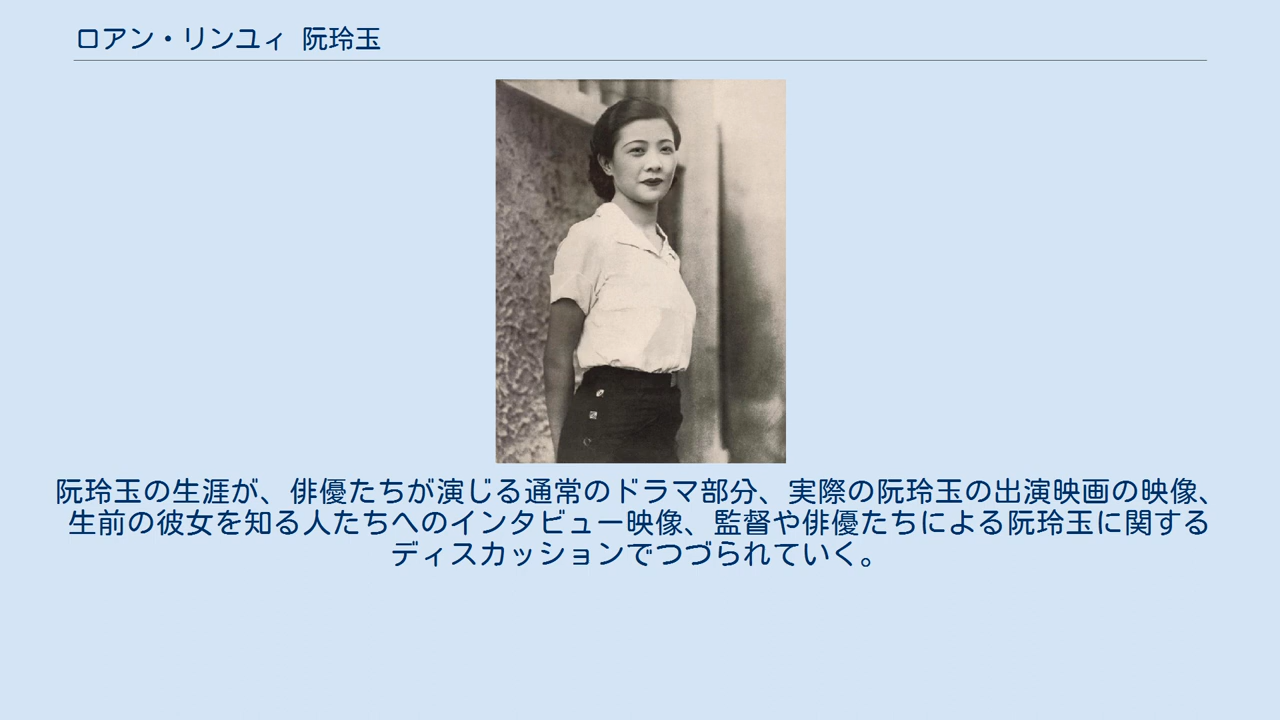 ロアン・リンユィ 阮玲玉
阮玲玉の生涯が、俳優たちが演じる通常のドラマ部分、実際の阮玲玉の出演映画の映像、
生前の彼女を知る人たちへのインタビュー映像、監督や俳優たちによる阮玲玉に関する
ディスカッションでつづられていく。